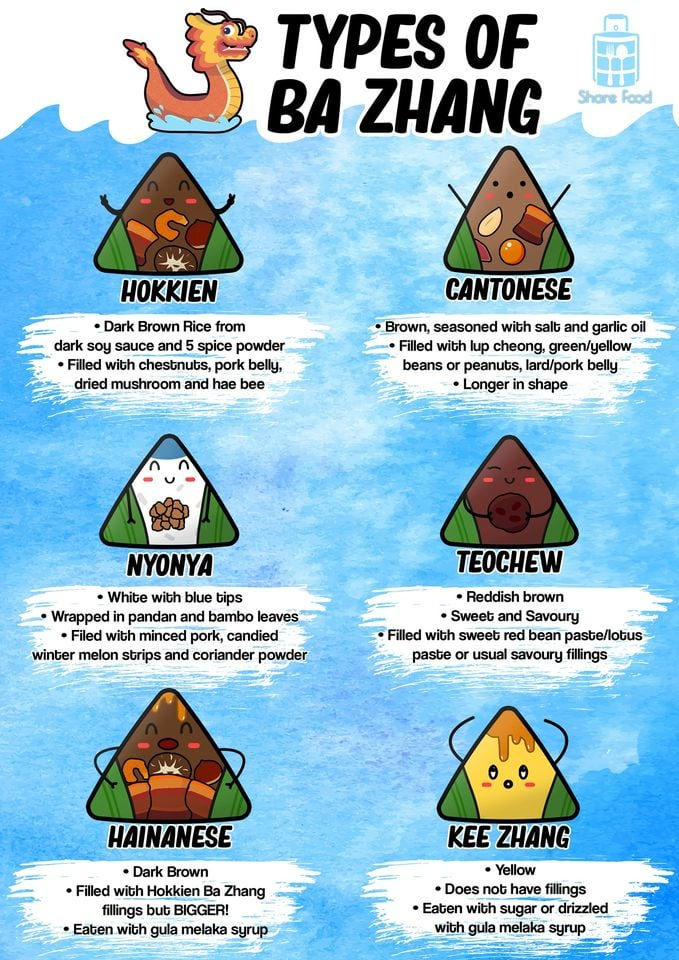 TYPES OF
BA ZHANG
Share Food
HOKKIEN
• Dark Brown Rice from
dark soy sauce and 5 spice powder
• Filled with chestnuts, pork belly,
dried mushroom and hae bee
CANTONESE
• Brown, seasoned with salt and garlic oil
• Filled with lup cheong, green/yellow
beans or peanuts, lard/pork belly
• Longer in shape
NYONYA
• White with blue tips
• Wrapped in pandan and bambo leaves
• Filed with minced pork, candied
winter melon strips and coriander powder
TEOCHEW
• Reddish brown
• Sweet and Savoury
• Filled with sweet red bean paste/lotus
paste or usual savoury fillings
HAINANESE
• Dark Brown
• Filled with Hokkien Ba Zhang
fillings but BIGGER!
• Eaten with gula melaka syrup
KEE ZHANG
• Yellow
• Does not have fillings
• Eaten with sugar or drizzled
with gula melaka syrup